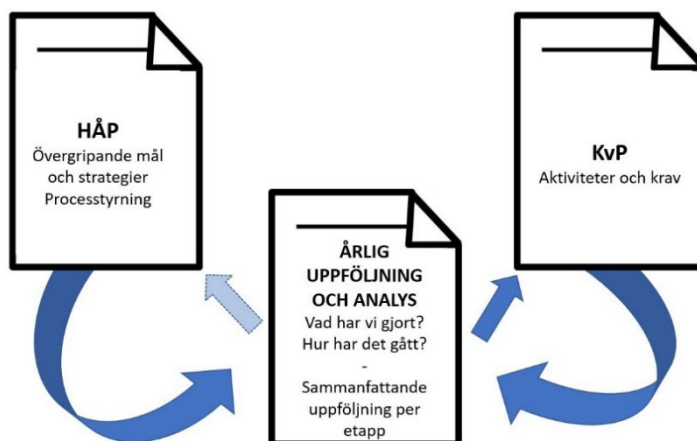 HÅP
Övergripande mål
och strategier
Processtyrning
KvP
Aktiviteter och krav
ÅRLIG
UPPFÖLJNING
OCH ANALYS
Vad har vi gjort?
Hur har det gått?
-
Sammanfattande
uppföljning per
etapp